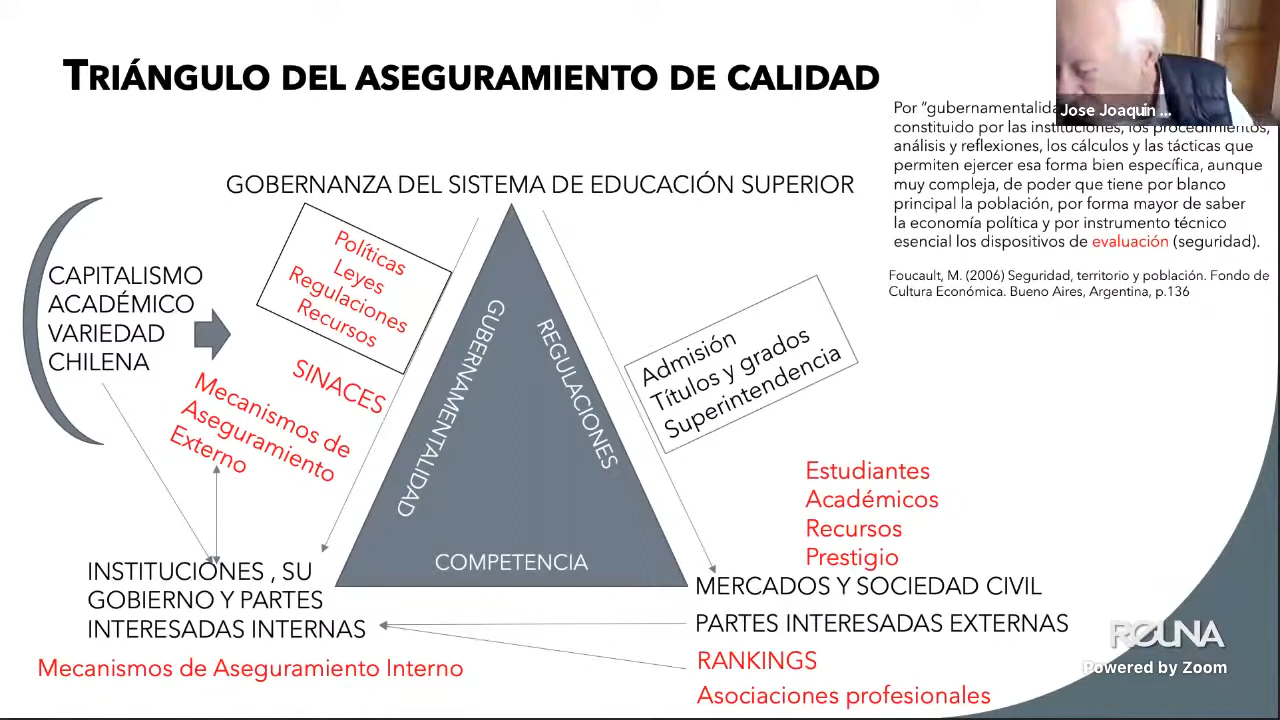 TRIÁNGULO DEL ASEGURAMIENTO DE CALIDAD
Jose Joaquín ...
Por "gubernamentalida
constituido por las instituciones, los procedimientos,
análisis y reflexiones, los cálculos y las tácticas que
permiten ejercer esa forma bien específica, aunque
muy compleja, de poder que tiene por blanco
principal la población, por forma mayor de saber
la economía política y por instrumento técnico
esencial los dispositivos de evaluación (seguridad).
Foucault, M. (2006) Seguridad, territorio y población. Fondo de
Cultura Económica. Bueno Aires, Argentina, p.136
GOBERNANZA DEL SISTEMA DE EDUCACIÓN SUPERIOR
CAPITALISMO
ACADÉMICO
VARIEDAD
CHILENA
Políticas
Leyes
Regulaciones
Recursos
SINACES
Mecanismos de
Aseguramiento
Externo
GUBERNAMENTALIDAD
REGULACIONES
COMPETENCIA
Admisión
Títulos y grados
Superintendencia
Estudiantes
Académicos
Recursos
Prestigio
INSTITUCIONES , SU
GOBIERNO Y PARTES
INTERESADAS INTERNAS
Mecanismos de Aseguramiento Interno
MERCADOS Y SOCIEDAD CIVIL
PARTES INTERESADAS EXTERNAS
RANKINGS
Asociaciones profesionales
Powered by Zoom